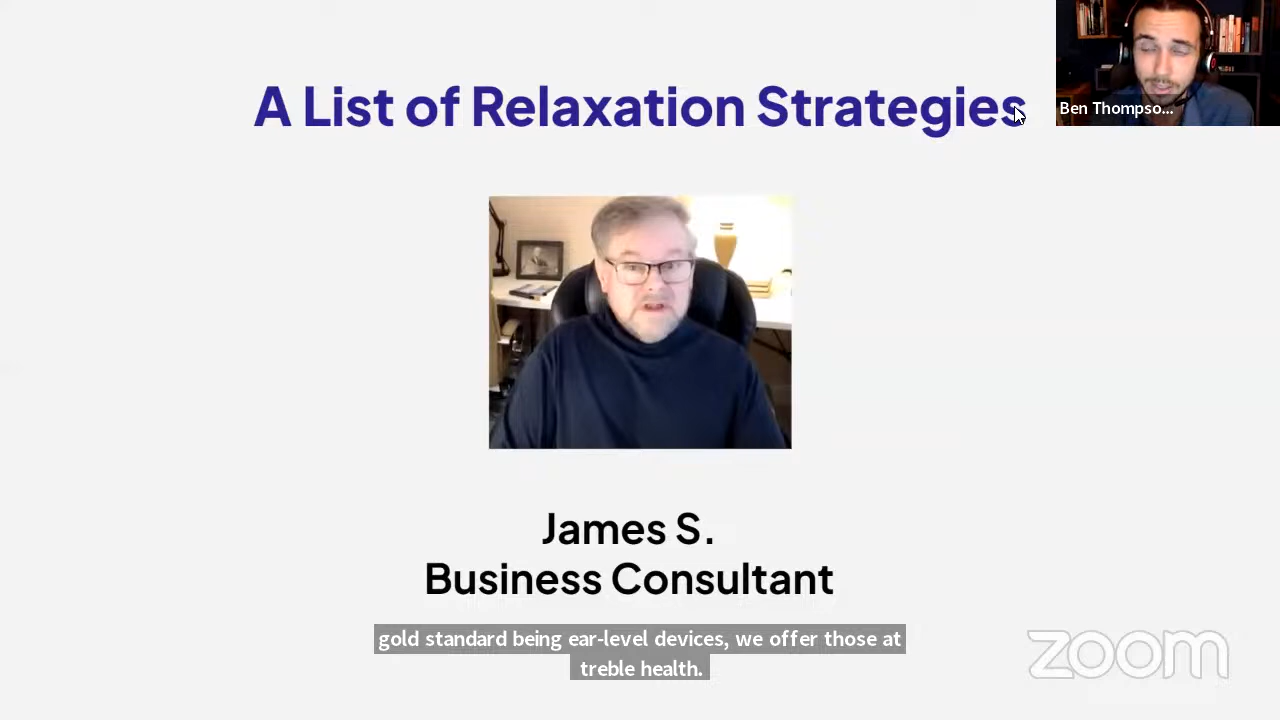 A List of Relaxation Strategies
Ben Thompso...
James S.
Business Consultant
gold standard being ear-level devices, we offer those at
treble health.
zoom